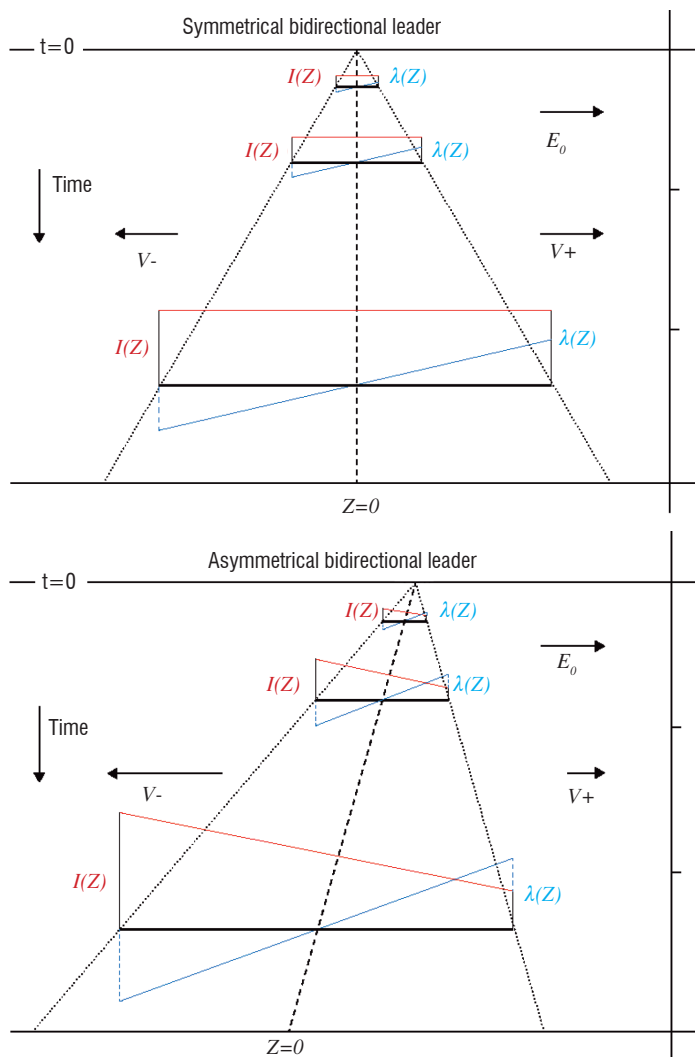 Symmetrical bidirectional leader
t=0
I(Z) λ(Z)
E0
I(Z) λ(Z)
Time
V- V+
I(Z) λ(Z)
Z=0
Asymmetrical bidirectional leader
t=0
I(Z) λ(Z)
E0
I(Z) λ(Z)
Time
V- V+
I(Z) λ(Z)
Z=0